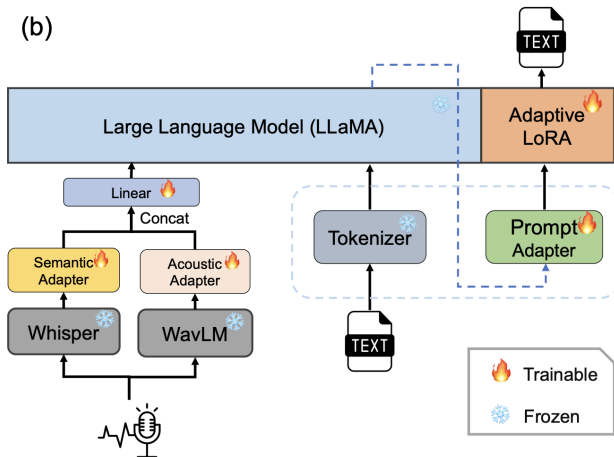 (b)
TEXT
Large Language Model (LLaMA)
Adaptive
LoRA
Linear
Concat
Semantic
Adapter
Acoustic
Adapter
Tokenizer
Prompt
Adapter
Whisper
WavLM
TEXT
Trainable
Frozen